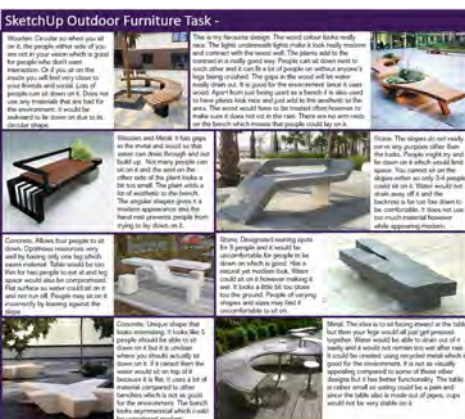 SketchUp Outdoor Furniture Task -
Wooden Circular so when you sit
on it, the people either side of you
are not in your vision which is good
for people who don't want
interaction. Or if you sit on the
inside you will feel very close to
your friends and social. Lots of
people can sit down on it. Does not
use any materials that are bad for
the environment. It would be
awkward to lie down on due to its
circular shape.
This is my favourite design. The wood colour looks really
nice. The lights underneath lights make it look really modern
and contrast with the wood well. The plants add to the
contrast in a really good way. People can sit down next to
each other and it can fit a lot of people on without anyone's
legs being crushed. The gaps in the wood will let water
easily drain out. It is good for the environment since it uses
wood. Apart from just being used as a bench it is also used
to have plants look nice and just add to the aesthetic to the
area. The wood would have to be treated often however to
make sure it does not rot in the rain. There are no arm rests
on the bench which means that people could lay on it.
Wooden and Metal. It has gaps
in the metal and wood so that
water can drain through and not
build up. Not many people can
sit on it and the seat on the
other side of the plant looks a
bit too small. The plant adds a
lot of aesthetic to the bench.
The angular shapes gives it a
modern appearance and the
hand rest prevents people from
trying to lay down on it.
Stone. The slopes do not really
serve any purpose other than
the looks. People might try and
lie down on it which would limit
space. You cannot sit on the
slopes either so only 3-4 people
could sit on it. Water would not
drain away off it and the
backrest is far too low down to
be comfortable. It does not use
too much material however
while appearing modern.
Concrete. Allows four people to sit
down. Optimises resources very
well by having only one leg which
saves material. Table would be too
thin for two people to eat at and leg
space would also be compromised.
Flat surface so water could sit on it
and not run off. People may sit on it
incorrectly by leaning against the
slope
Stone. Designated seating spots
for 9 people and it would be
uncomfortable for people to lie
down on which is good. Has a
natural yet modern look. Water
could sit on it however making it
wet. It looks a little bit too close
too the ground. People of varying
shapes and sizes may find it
uncomfortable to sit on.
Concrete. Unique shape that
looks interesting. It looks like 5
people should be able to sit
down on it but it is unclear
where you should actually sit
down on it. If it rained then the
water would sit on top of it
because it is flat. It uses a lot of
material compared to other
benches which is not as good
for the environment. The bench
looks asymmetrical which could
Metal. The idea is to sit facing inward at the table
but then your legs would all just get pressed
together. Water would be able to drain out of it
easily and it would not remain too wet after rain.
It could be created using recycled metal which is
good for the environment. It is not as visually
appealing compared to some of those other
designs but it has better functionality. The table
is rather small so eating could be a pain and
since the table is made out of pipes, cups
would not be very stable on it.